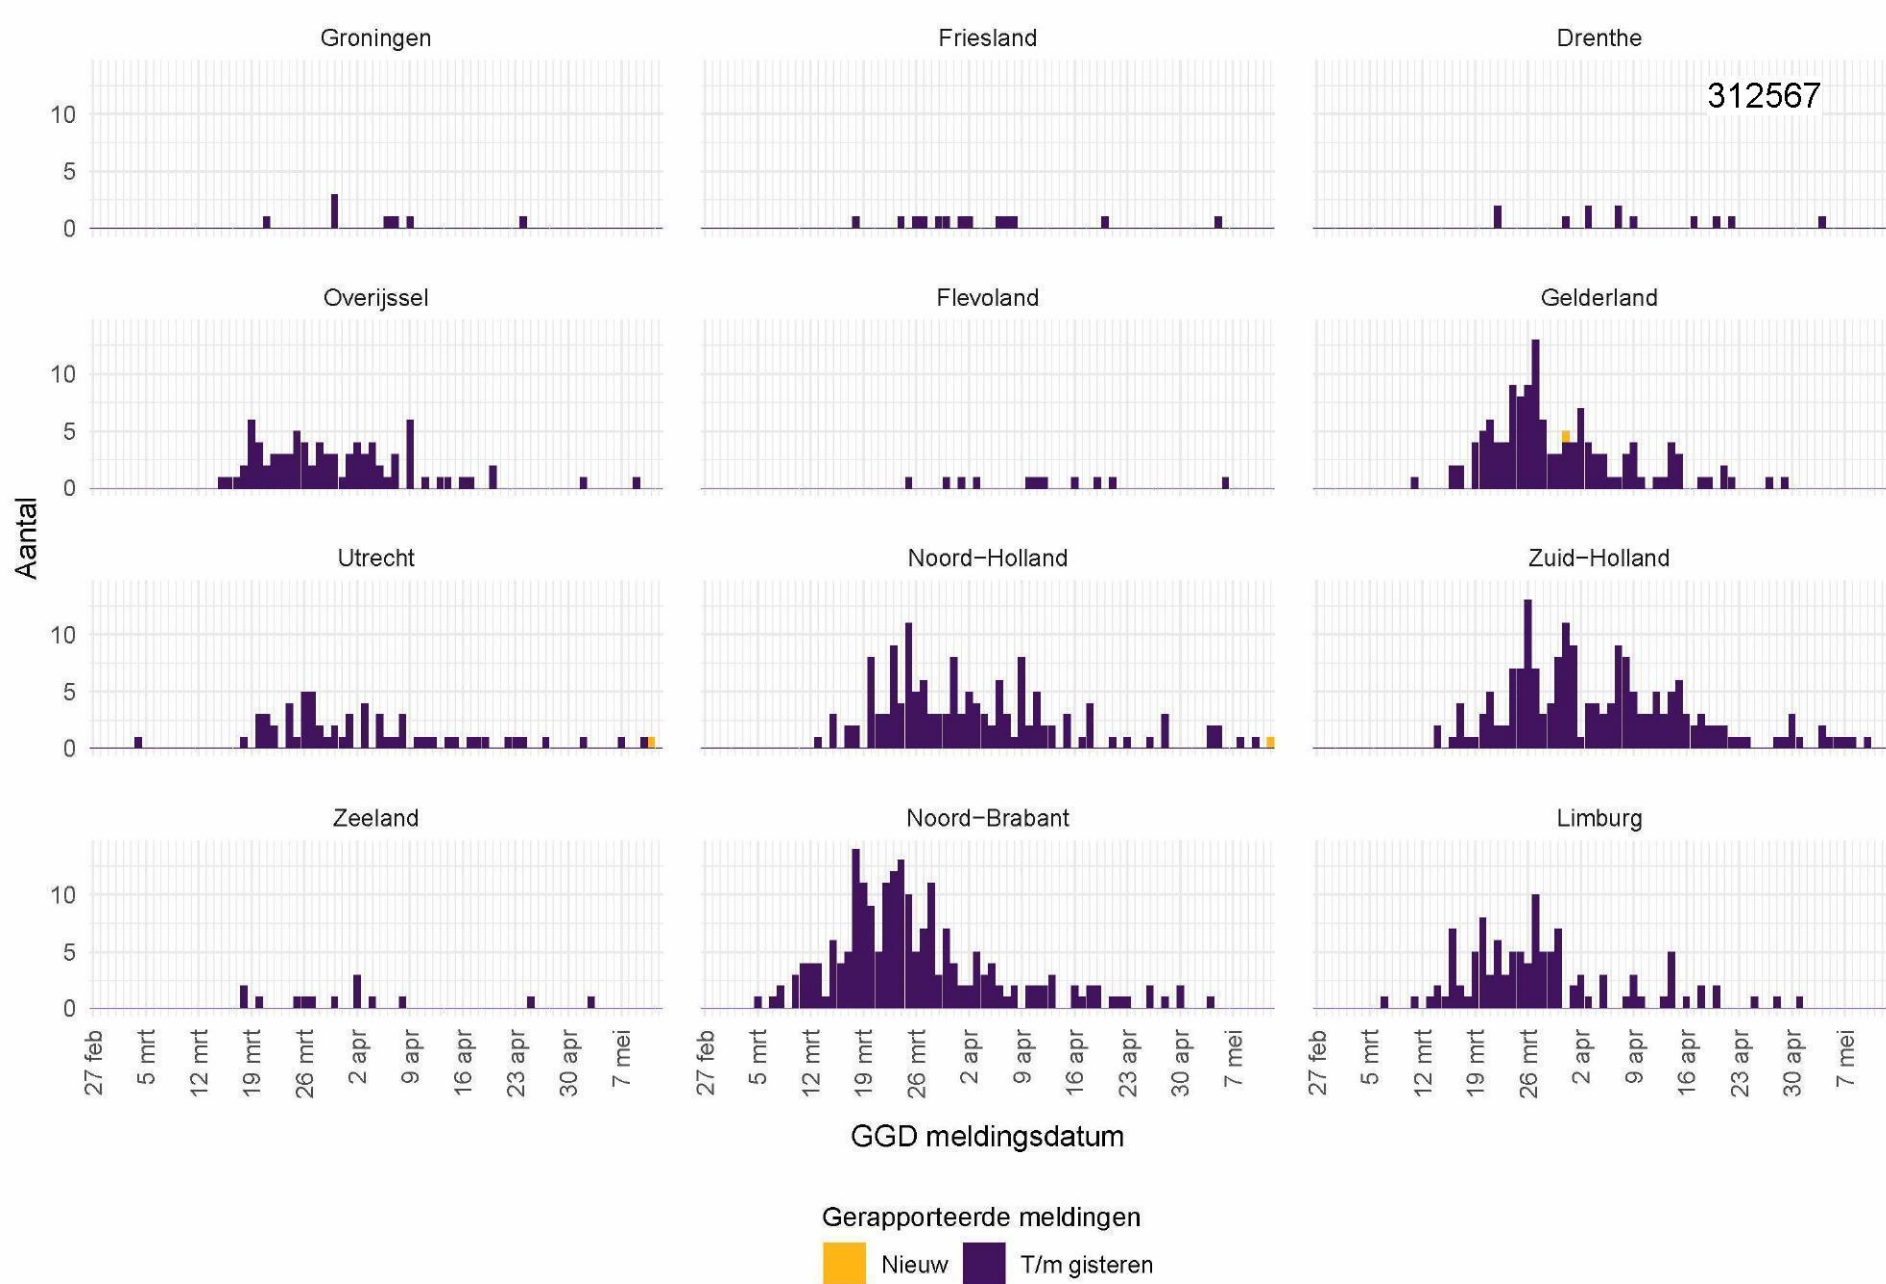 Groningen Friesland Drenthe
312567
10
5
0
Overijssel Flevoland Gelderland
10
5
0
Aantal
Utrecht Noord-Holland Zuid-Holland
10
5
0
Zeeland Noord-Brabant Limburg
10
5
0
27 feb 5 mrt 12 mrt 19 mrt 26 mrt 2 apr 9 apr 16 apr 23 apr 30 apr 7 mei 27 feb 5 mrt 12 mrt 19 mrt 26 mrt 2 apr 9 apr 16 apr 23 apr 30 apr 7 mei 27 feb 5 mrt 12 mrt 19 mrt 26 mrt 2 apr 9 apr 16 apr 23 apr 30 apr 7 mei
GGD meldingsdatum
Gerapporteerde meldingen
Nieuw T/m gisteren